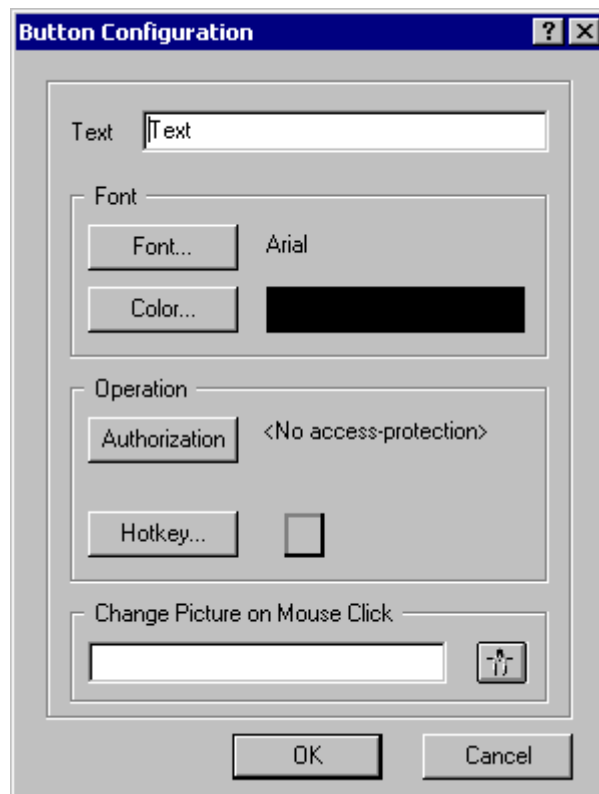 Button Configuration ?
Text Text
Font
Font... Arial
Color...
Operation
Authorization <No access-protection>
Hotkey...
Change Picture on Mouse Click
OK Cancel